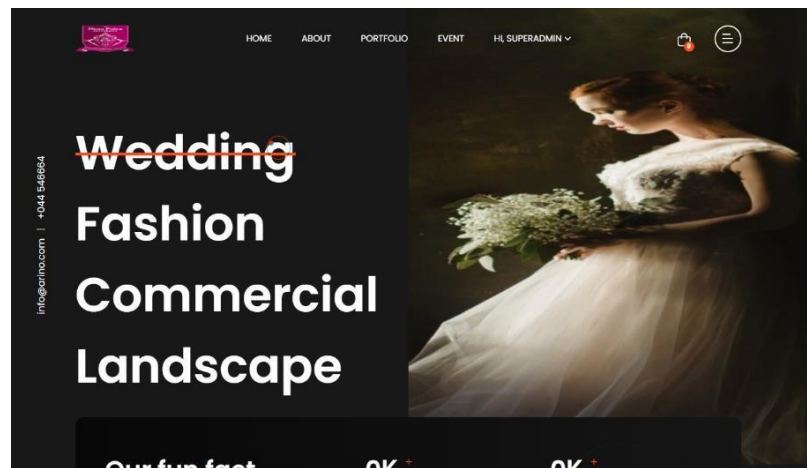 HOME ABOUT PORTFOLIO EVENT HI, SUPERADMIN
0
info@arino.com | +044 546664
Wedding
Fashion
Commercial
Landscape
Our fun fact 0K + 0K +